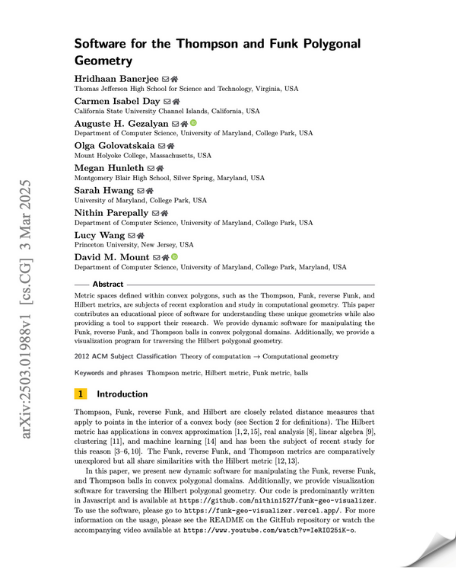 Software for the Thompson and Funk Polygonal
Geometry
Hridhaan Banerjee
Thomas Jefferson High School for Science and Technology, Virginia, USA
Carmen Isabel Day
California State University Channel Islands, California, USA
Auguste H. Gezalyan
Department of Computer Science, University of Maryland, College Park, USA
Olga Golovatskaia
Mount Holyoke College, Massachusetts, USA
Megan Hunleth
Montgomery Blair High School, Silver Spring, Maryland, USA
Sarah Hwang
University of Maryland, College Park, USA
Nithin Parepally
Department of Computer Science, University of Maryland, College Park, USA
Lucy Wang
Princeton University, New Jersey, USA
David M. Mount
Department of Computer Science, University of Maryland, College Park, Maryland, USA
Abstract
Metric spaces defined within convex polygons, such as the Thompson, Funk, reverse Funk, and
Hilbert metrics, are subjects of recent exploration and study in computational geometry. This paper
contributes an educational piece of software for understanding these unique geometries while also
providing a tool to support their research. We provide dynamic software for manipulating the
Funk, reverse Funk, and Thompson balls in convex polygonal domains. Additionally, we provide a
visualization program for traversing the Hilbert polygonal geometry.
2012 ACM Subject Classification Theory of computation → Computational geometry
Keywords and phrases Thompson metric, Hilbert metric, Funk metric, balls
1 Introduction
Thompson, Funk, reverse Funk, and Hilbert are closely related distance measures that
apply to points in the interior of a convex body (see Section 2 for definitions). The Hilbert
metric has applications in convex approximation [1,2,15], real analysis [8], linear algebra [9],
clustering [11], and machine learning [14] and has been the subject of recent study for
this reason [3–6,10]. The Funk, reverse Funk, and Thompson metrics are comparatively
unexplored but all share similarities with the Hilbert metric [12,13].
In this paper, we present new dynamic software for manipulating the Funk, reverse Funk,
and Thompson balls in convex polygonal domains. Additionally, we provide visualization
software for traversing the Hilbert polygonal geometry. Our code is predominantly written
in Javascript and is available at https://github.com/nithin1527/funk-geo-visualizer.
To use the software, please go to https://funk-geo-visualizer.vercel.app/. For more
information on the usage, please see the README on the GitHub repository or watch the
accompanying video available at https://www.youtube.com/watch?v=IeRID25iK-o.
arXiv:2503.01988v1 [cs.CG] 3 Mar 2025